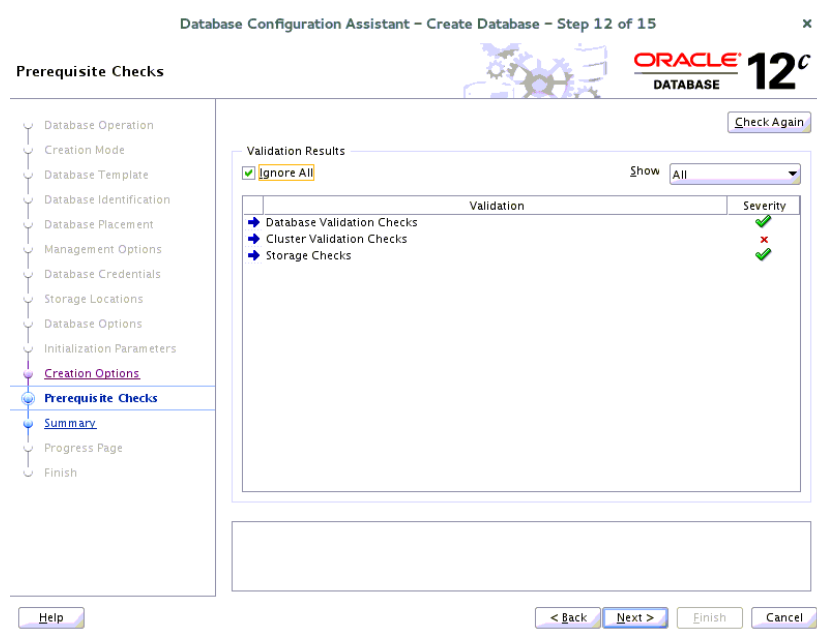 Database Configuration Assistant – Create Database – Step 12 of 15
Prerequisite Checks
ORACLE
DATABASE
12c
Database Operation
Creation Mode
Database Template
Database Identification
Database Placement
Management Options
Database Credentials
Storage Locations
Database Options
Initialization Parameters
Creation Options
Prerequisite Checks
Summary
Progress Page
Finish
Check Again
Validation Results
Ignore All
Show All
Validation Severity
Database Validation Checks
Cluster Validation Checks
Storage Checks
Help
< Back Next > Finish Cancel